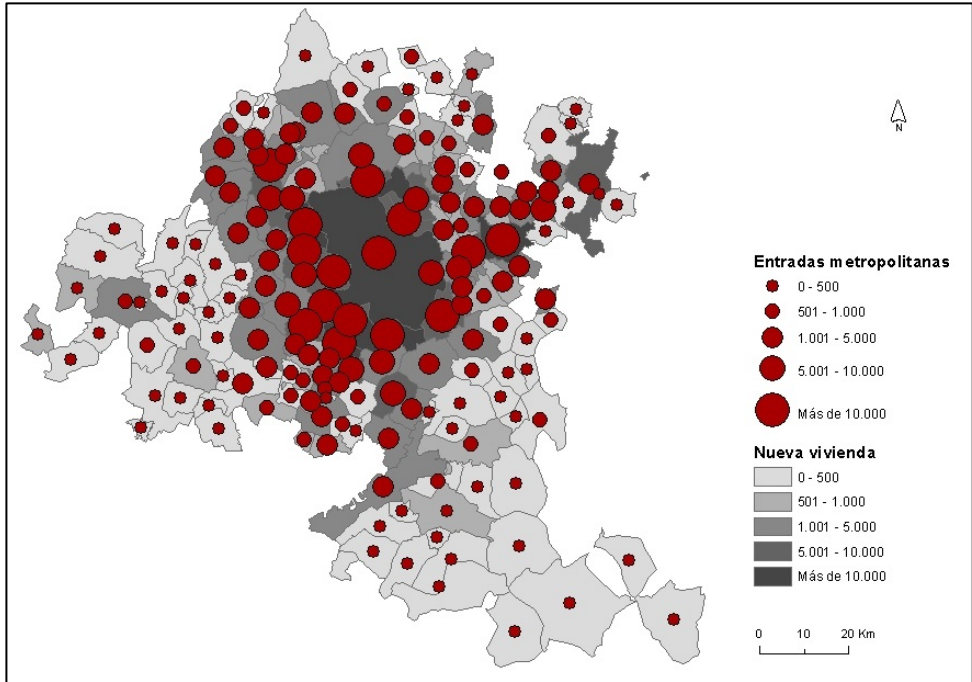 N
Entradas metropolitanas
0 - 500
501 - 1.000
1.001 - 5.000
5.001 - 10.000
Más de 10.000
Nueva vivienda
0 - 500
501 - 1.000
1.001 - 5.000
5.001 - 10.000
Más de 10.000
0 10 20 Km